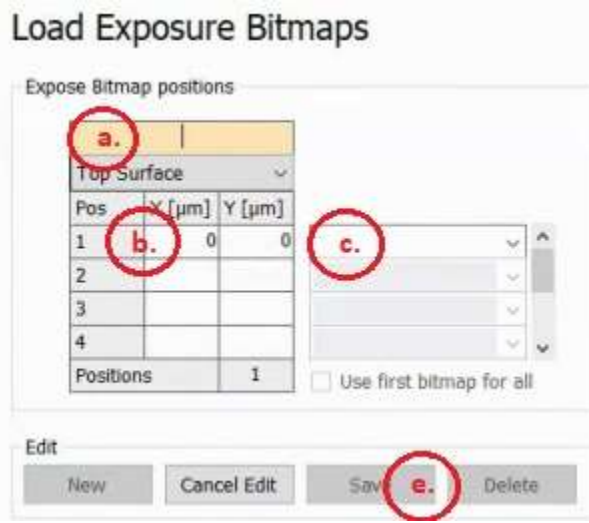 Load Exposure Bitmaps
Expose Bitmap positions
a.
Top Surface
Pos X [µm] Y [µm]
1 b. 0 0 c.
2
3
4
Positions 1 Use first bitmap for all
Edit
New Cancel Edit Save e. Delete